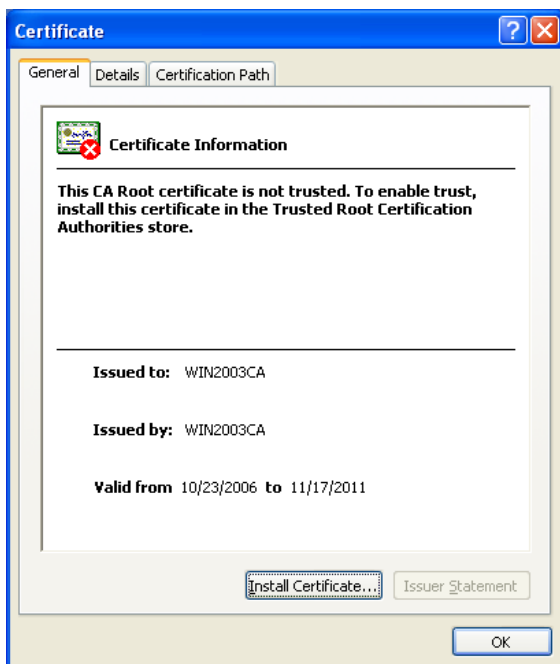 Certificate
General Details Certification Path
Certificate Information
This CA Root certificate is not trusted. To enable trust,
install this certificate in the Trusted Root Certification
Authorities store.
Issued to: WIN2003CA
Issued by: WIN2003CA
Valid from 10/23/2006 to 11/17/2011
Install Certificate... Issuer Statement
OK